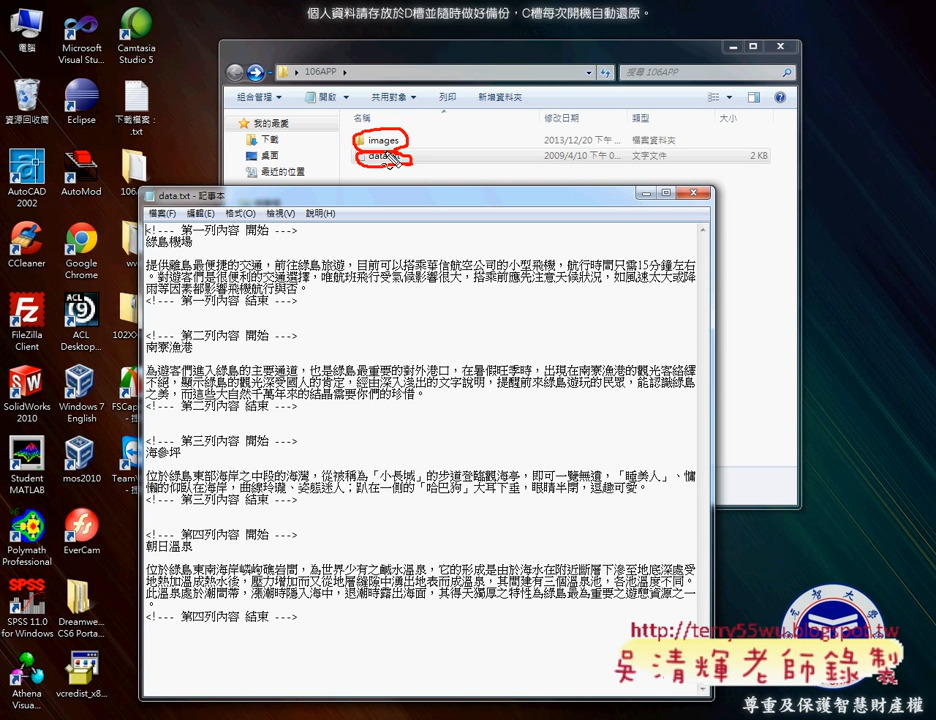 個人資料請存放於D槽並隨時做好備份，C槽每次開機自動還原。
電腦
Microsoft Visual Stu...
Camtasia Studio 5
資源回收筒
Eclipse
下載檔案：.txt
AutoCAD 2002
AutoMod
106
CCleaner
Google Chrome
FileZilla Client
ACL Desktop...
102X
SolidWorks 2010
Windows 7 English
FSCap
Student MATLAB
mos2010
Team
Polymath Professional
EverCam
SPSS 11.0 for Windows
Dreamwe... CS6 Porta...
Athena Visua...
vcredist_x8...
106APP
搜尋 106APP
組合管理
開啟
共用對象
列印
新增資料夾
我的最愛
下載
桌面
最近的位置
名稱
修改日期
類型
大小
images
2013/12/20 下午 ...
檔案資料夾
data
2009/4/10 下午 0...
文字文件
2 KB
data.txt - 記事本
檔案(F) 編輯(E) 格式(O) 檢視(V) 說明(H)
<!--- 第一列內容 開始 --->
綠島機場
提供離島最便捷的交通，前往綠島旅遊，目前可以搭乘華信航空公司的小型飛機，航行時間只需15分鐘左右
。對遊客們是很便利的交通選擇，唯航班飛行受氣候影響很大，搭乘前應先注意天候狀況，如風速太大或降
雨等因素都影響飛機航行與否。
<!--- 第一列內容 結束 --->
<!--- 第二列內容 開始 --->
南寮漁港
為遊客們進入綠島的主要通道，也是綠島最重要的對外港口，在暑假旺季時，出現在南寮漁港的觀光客絡繹
不絕，顯示綠島的觀光深受國人的肯定，經由深入淺出的文字說明，提醒前來綠島遊玩的民眾，能認識綠島
之美，而這些大自然千萬年來的結晶需要你們的珍惜。
<!--- 第二列內容 結束 --->
<!--- 第三列內容 開始 --->
海參坪
位於綠島東部海岸之中段的海灣，從被稱為「小長城」的步道登臨觀海亭，即可一覽無遺，「睡美人」、慵
懶的仰臥在海岸，曲線玲瓏、姿態迷人；趴在一側的「哈巴狗」大耳下垂，眼睛半閉，逗趣可愛。
<!--- 第三列內容 結束 --->
<!--- 第四列內容 開始 --->
朝日溫泉
位於綠島東南海岸嶙峋礁岩間，為世界少有之鹹水溫泉，它的形成是由於海水在附近斷層下滲至地底深處受
地熱加溫成熱水後，壓力增加而又從地層縫隙中湧出地表而成溫泉，其間建有三個溫泉池，各池溫度不同。
此溫泉處於潮間帶，漲潮時隱入海中，退潮時露出海面，其得天獨厚之特性為綠島最為重要之遊憩資源之一
。
<!--- 第四列內容 結束 --->
http://terry55wu.blogspot.tw
吳清輝老師錄製
尊重及保護智慧財產權